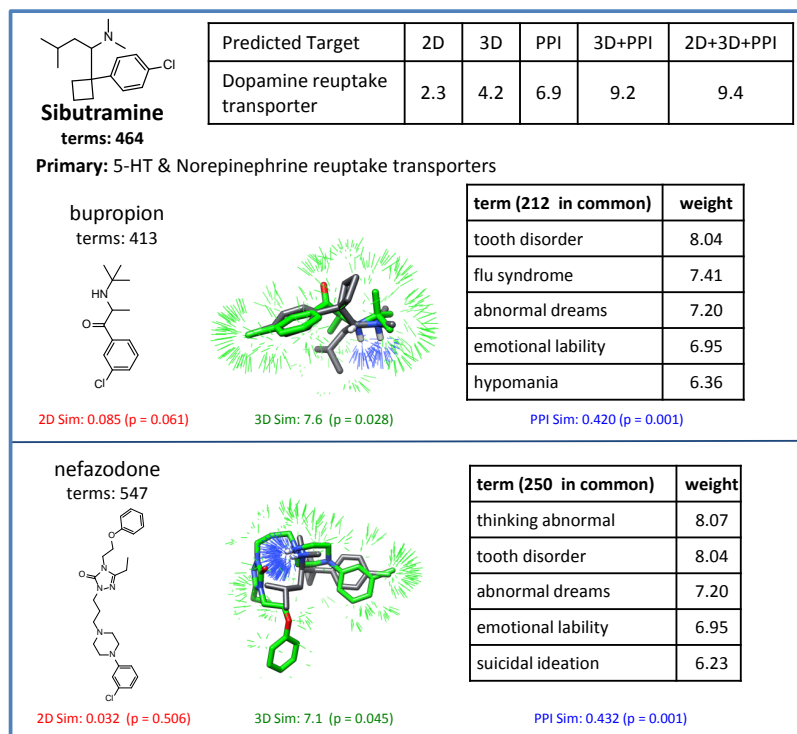 N
Cl
Sibutramine
terms: 464
Predicted Target 2D 3D PPI 3D+PPI 2D+3D+PPI
Dopamine reuptake
transporter 2.3 4.2 6.9 9.2 9.4
Primary: 5-HT & Norepinephrine reuptake transporters
bupropion
terms: 413
HN
O
Cl
term (212 in common) weight
tooth disorder 8.04
flu syndrome 7.41
abnormal dreams 7.20
emotional lability 6.95
hypomania 6.36
2D Sim: 0.085 (p = 0.061) 3D Sim: 7.6 (p = 0.028) PPI Sim: 0.420 (p = 0.001)
nefazodone
terms: 547
O
N
O
N N
N
N
Cl
term (250 in common) weight
thinking abnormal 8.07
tooth disorder 8.04
abnormal dreams 7.20
emotional lability 6.95
suicidal ideation 6.23
2D Sim: 0.032 (p = 0.506) 3D Sim: 7.1 (p = 0.045) PPI Sim: 0.432 (p = 0.001)